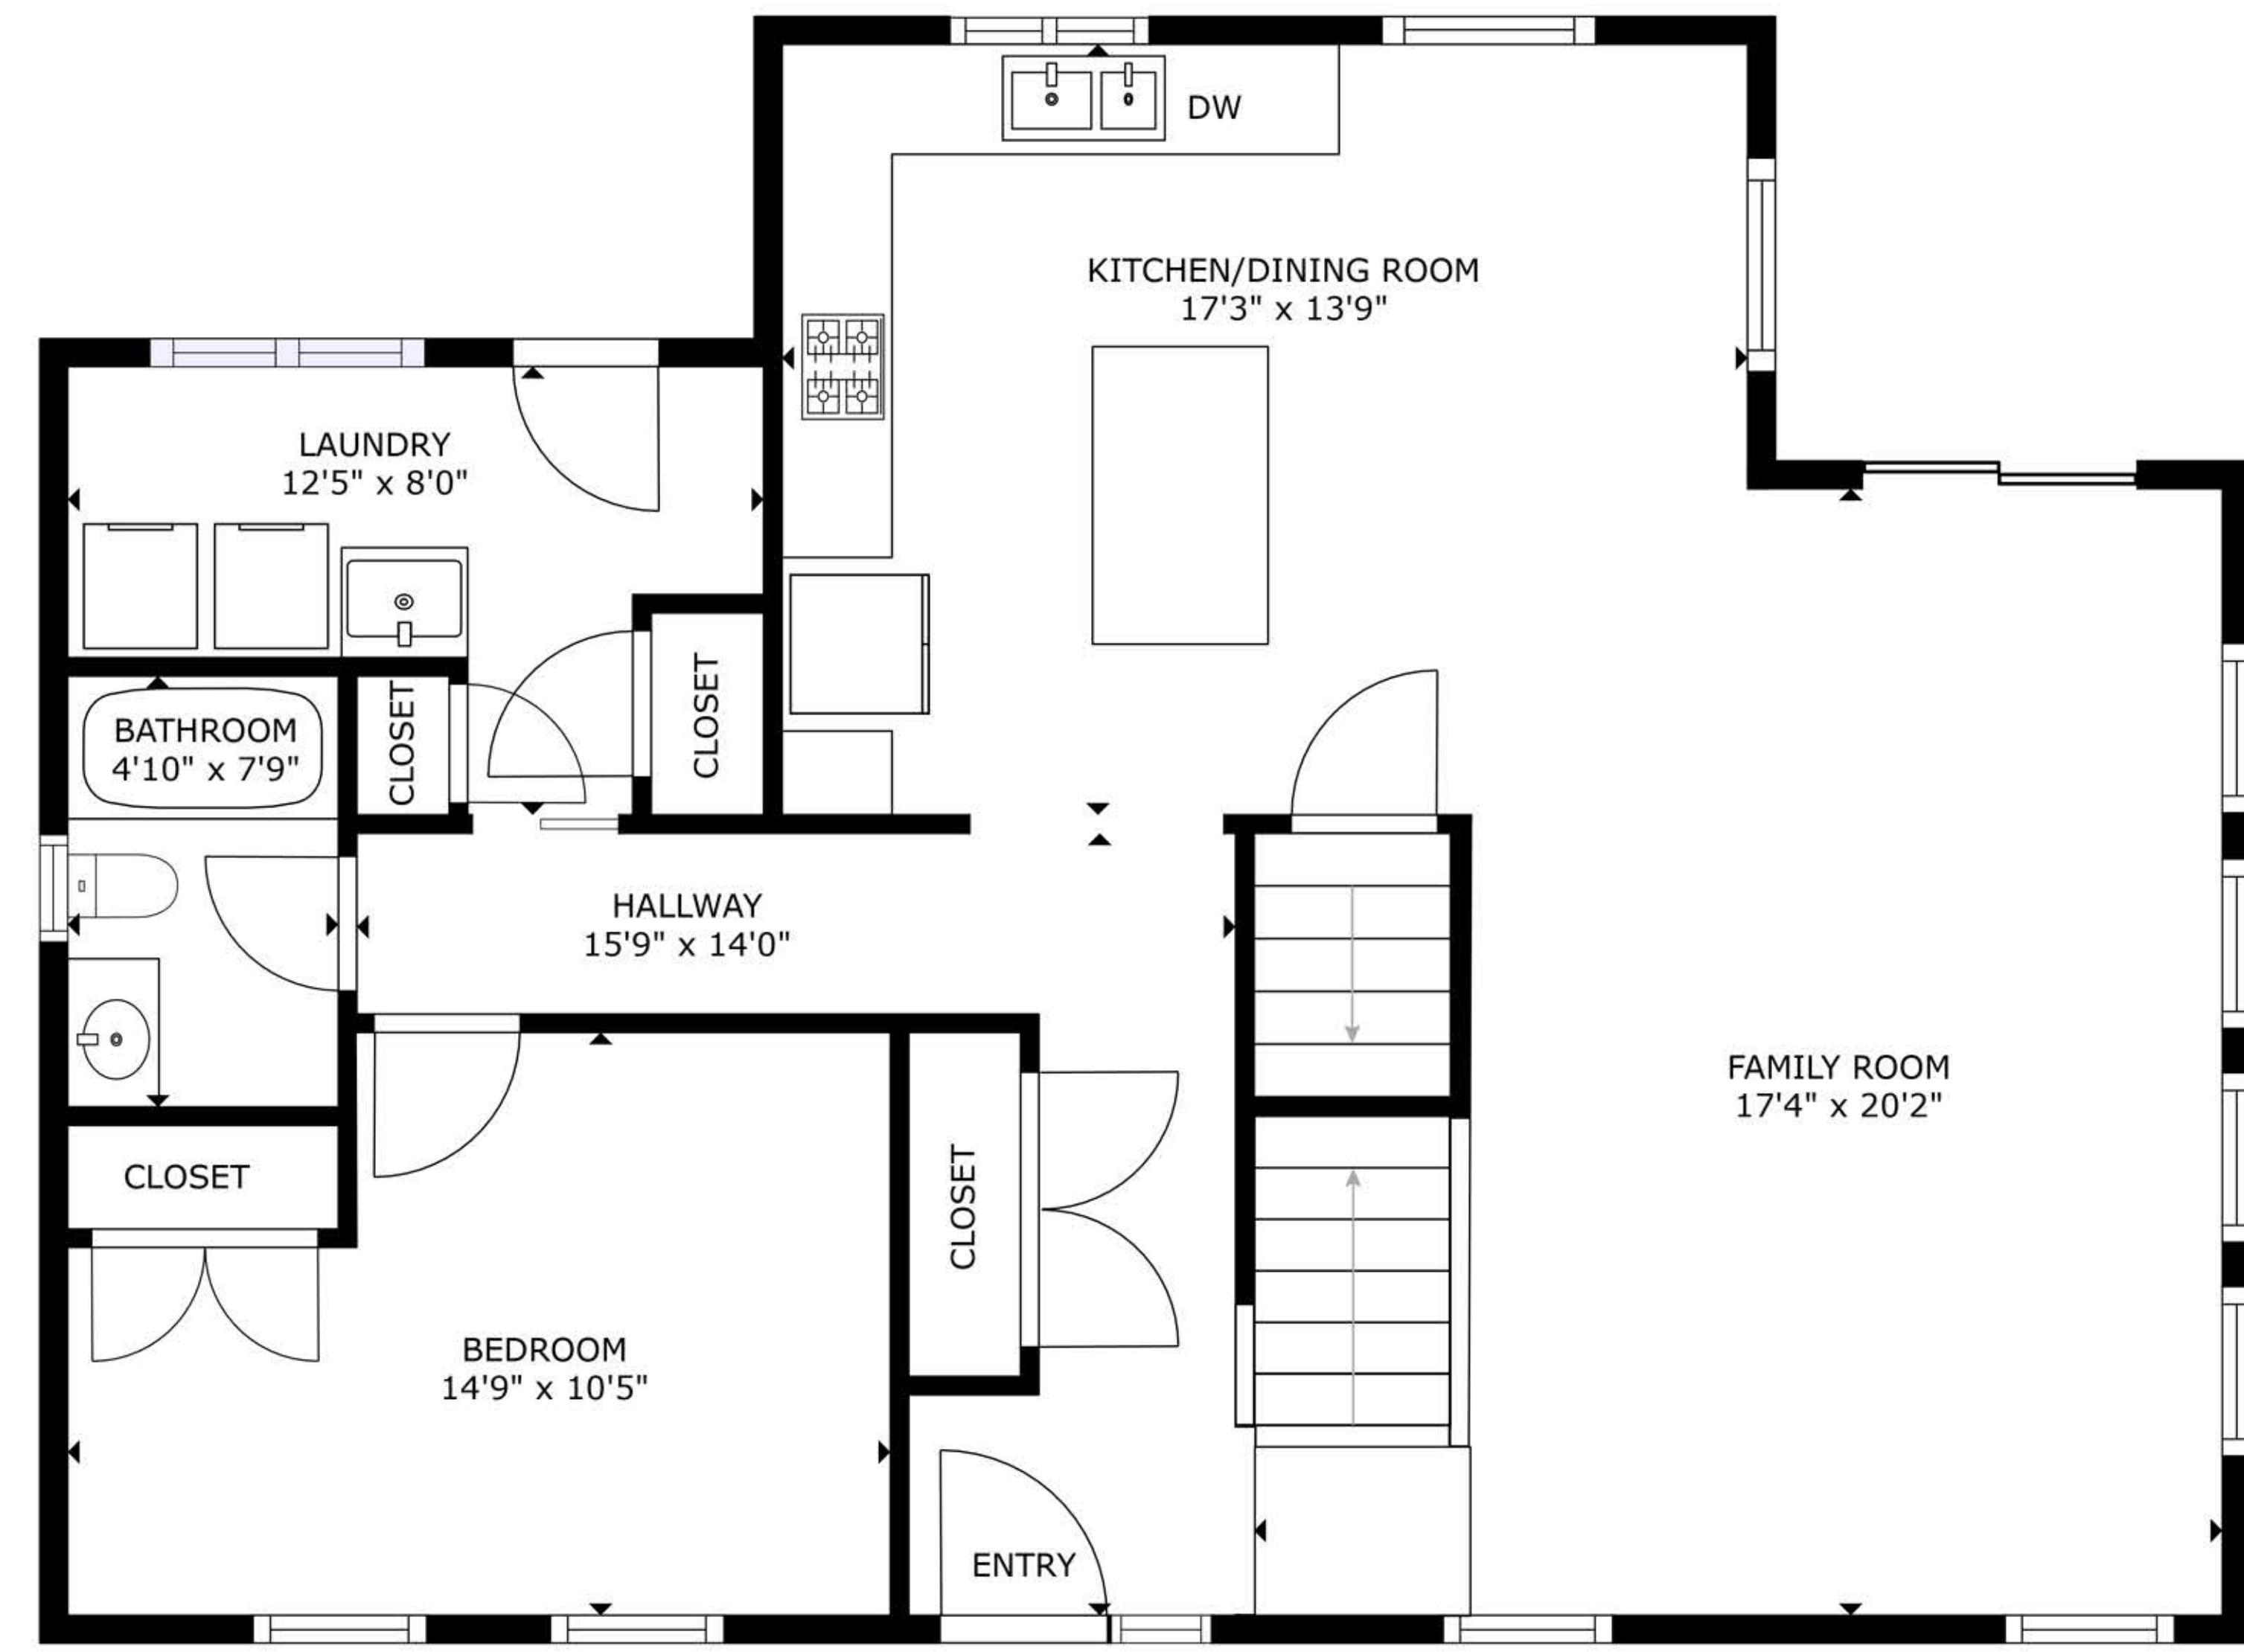 DW
KITCHEN/DINING ROOM
17'3" x 13'9"
LAUNDRY
12'5" x 8'0"
BATHROOM
4'10" x 7'9"
CLOSET
CLOSET
HALLWAY
15'9" x 14'0"
FAMILY ROOM
17'4" x 20'2"
CLOSET
CLOSET
BEDROOM
14'9" x 10'5"
ENTRY